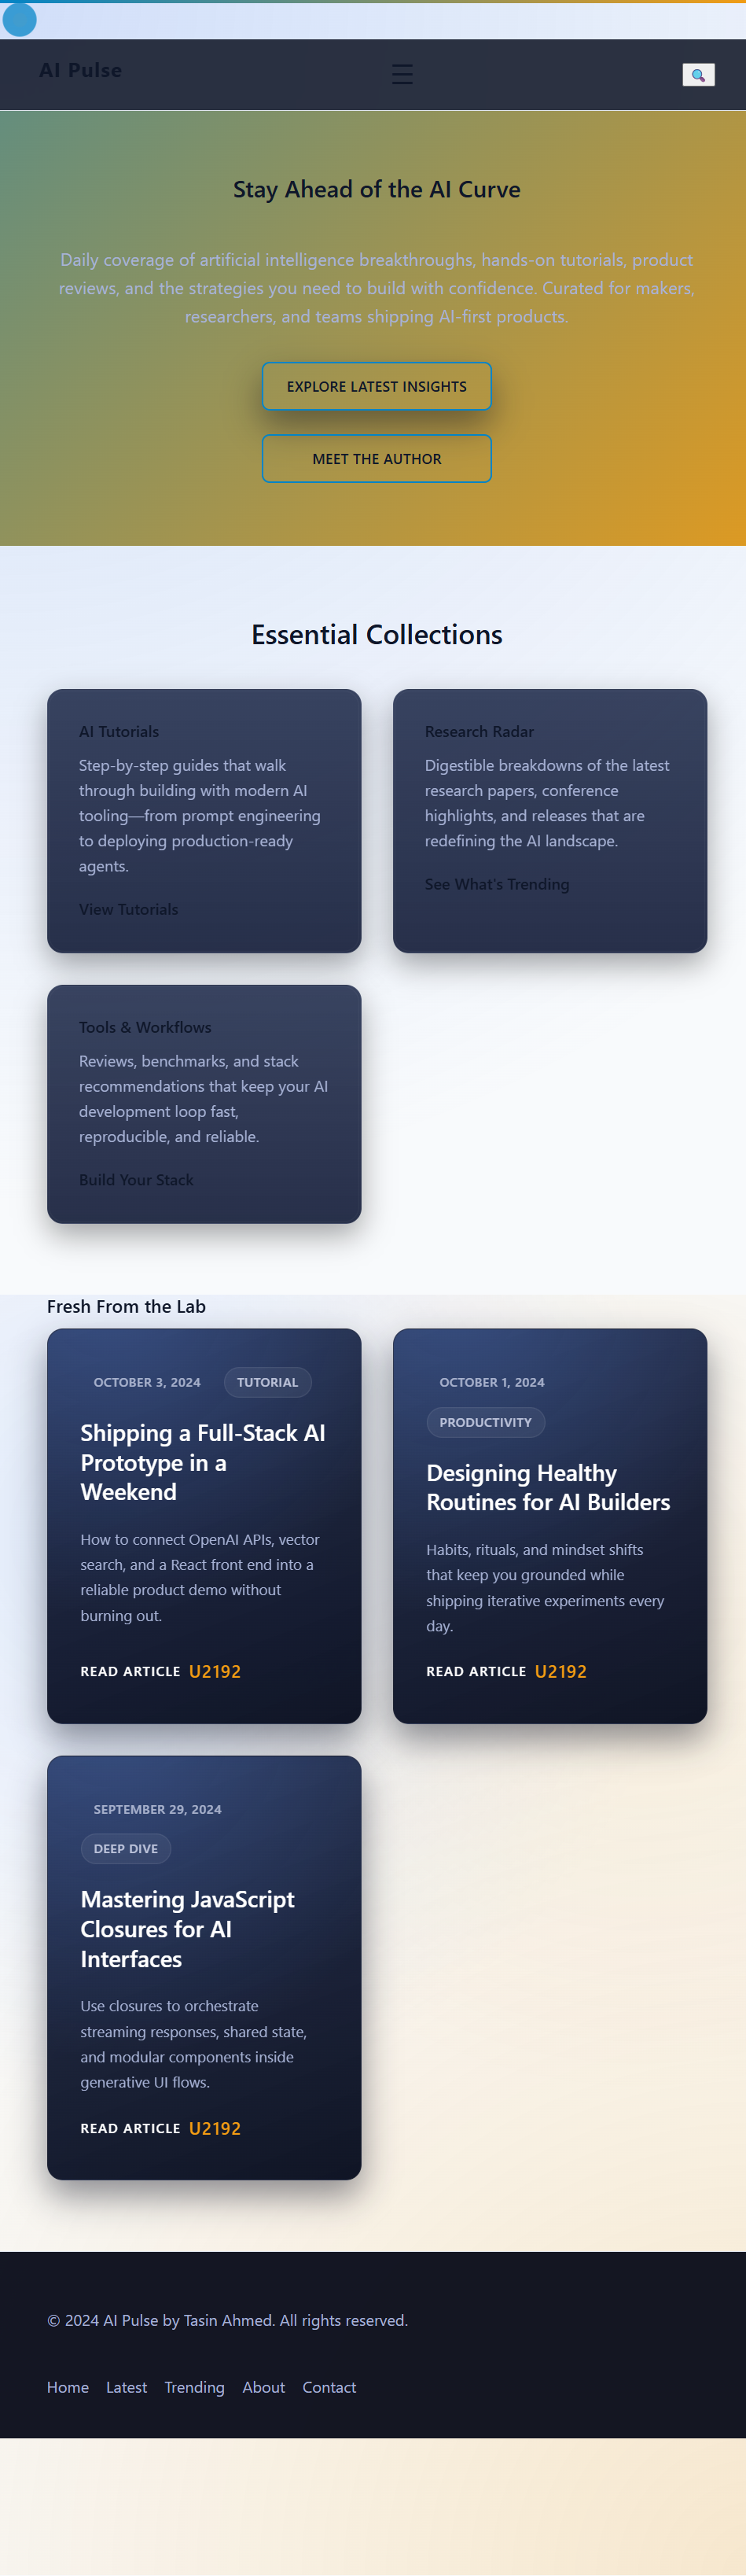 AI Pulse
Stay Ahead of the AI Curve
Daily coverage of artificial intelligence breakthroughs, hands-on tutorials, product
reviews, and the strategies you need to build with confidence. Curated for makers,
researchers, and teams shipping AI-first products.
EXPLORE LATEST INSIGHTS
MEET THE AUTHOR
Essential Collections
AI Tutorials
Step-by-step guides that walk
through building with modern AI
tooling—from prompt engineering
to deploying production-ready
agents.
View Tutorials
Research Radar
Digestible breakdowns of the latest
research papers, conference
highlights, and releases that are
redefining the AI landscape.
See What's Trending
Tools & Workflows
Reviews, benchmarks, and stack
recommendations that keep your AI
development loop fast,
reproducible, and reliable.
Build Your Stack
Fresh From the Lab
OCTOBER 3, 2024 TUTORIAL
Shipping a Full-Stack AI
Prototype in a
Weekend
How to connect OpenAI APIs, vector
search, and a React front end into a
reliable product demo without
burning out.
READ ARTICLE U2192
OCTOBER 1, 2024
PRODUCTIVITY
Designing Healthy
Routines for AI Builders
Habits, rituals, and mindset shifts
that keep you grounded while
shipping iterative experiments every
day.
READ ARTICLE U2192
SEPTEMBER 29, 2024
DEEP DIVE
Mastering JavaScript
Closures for AI
Interfaces
Use closures to orchestrate
streaming responses, shared state,
and modular components inside
generative UI flows.
READ ARTICLE U2192
© 2024 AI Pulse by Tasin Ahmed. All rights reserved.
Home Latest Trending About Contact